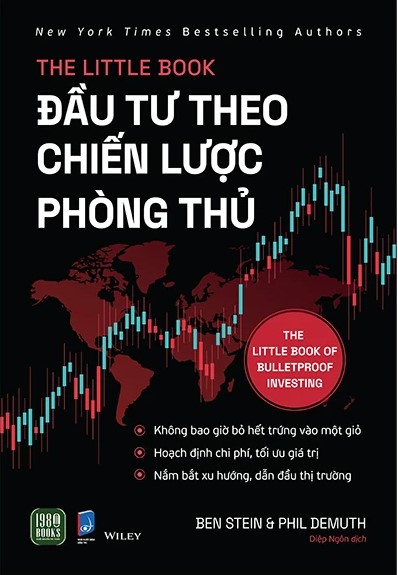 New York Times Bestselling Authors
THE LITTLE BOOK
ĐẦU TƯ THEO
CHIẾN LƯỢC
PHÒNG THỦ
THE
LITTLE BOOK OF
BULLETPROOF
INVESTING
Không bao giờ bỏ hết trứng vào một giỏ
Hoạch định chi phí, tối ưu giá trị
Nắm bắt xu hướng, dẫn đầu thị trường
1980
BOOKS
WILEY
BEN STEIN & PHIL DEMUTH
Diệp Ngôn dịch